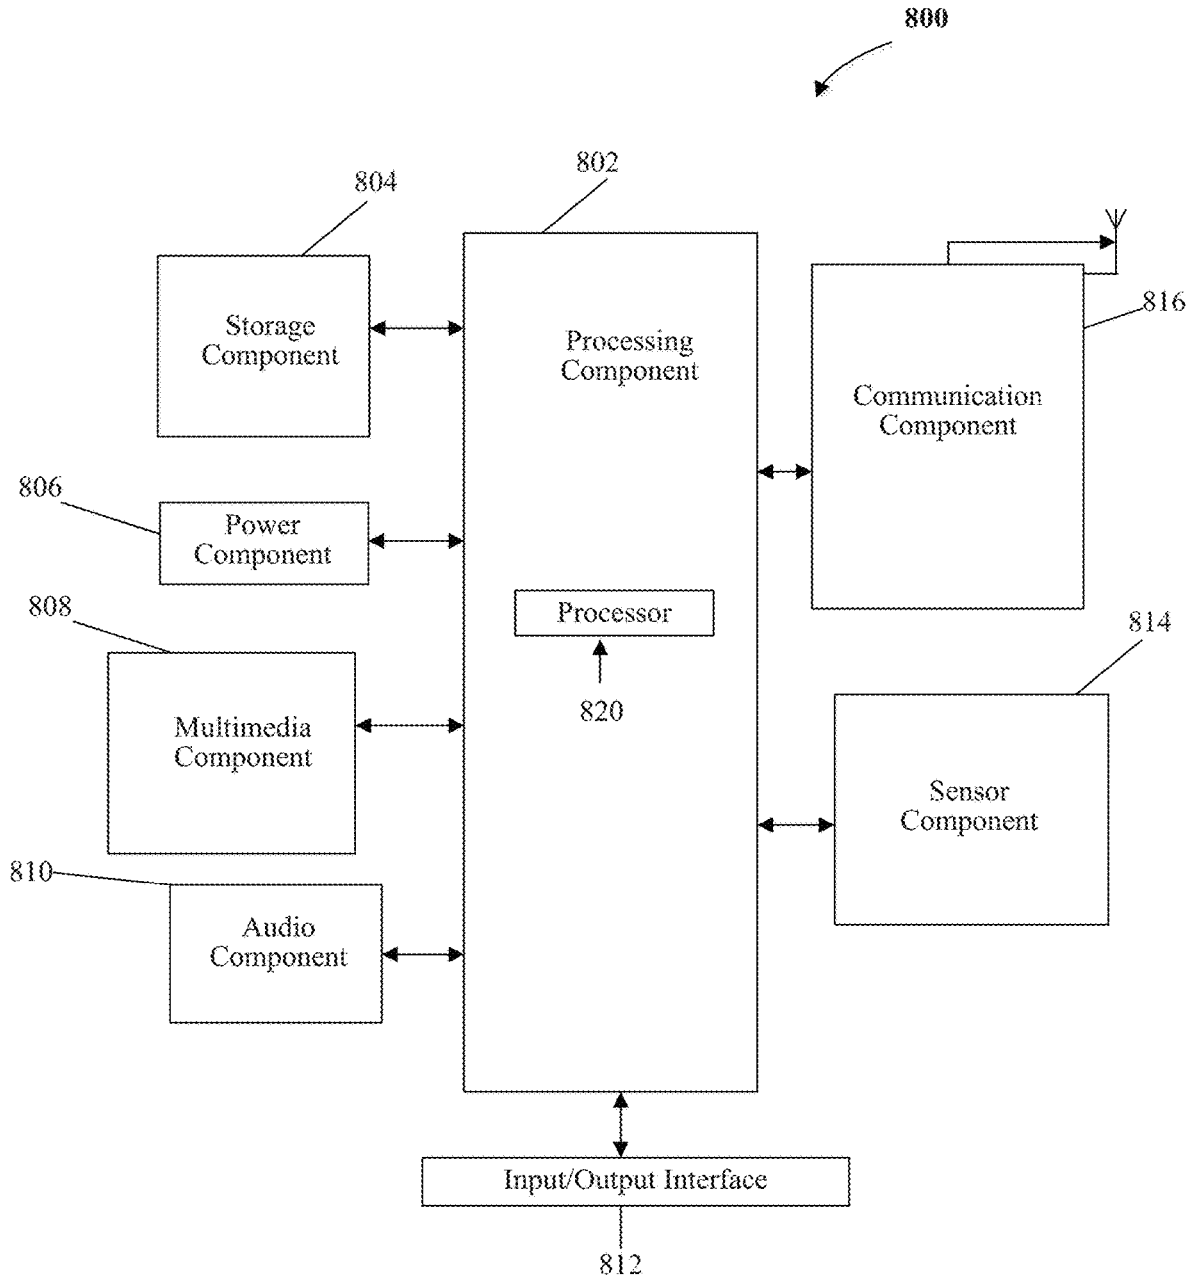 800
802
804
Storage
Component
Processing
Component
816
Communication
Component
806
Power
Component
808
Processor
820
814
Multimedia
Component
Sensor
Component
810
Audio
Component
Input/Output Interface
812